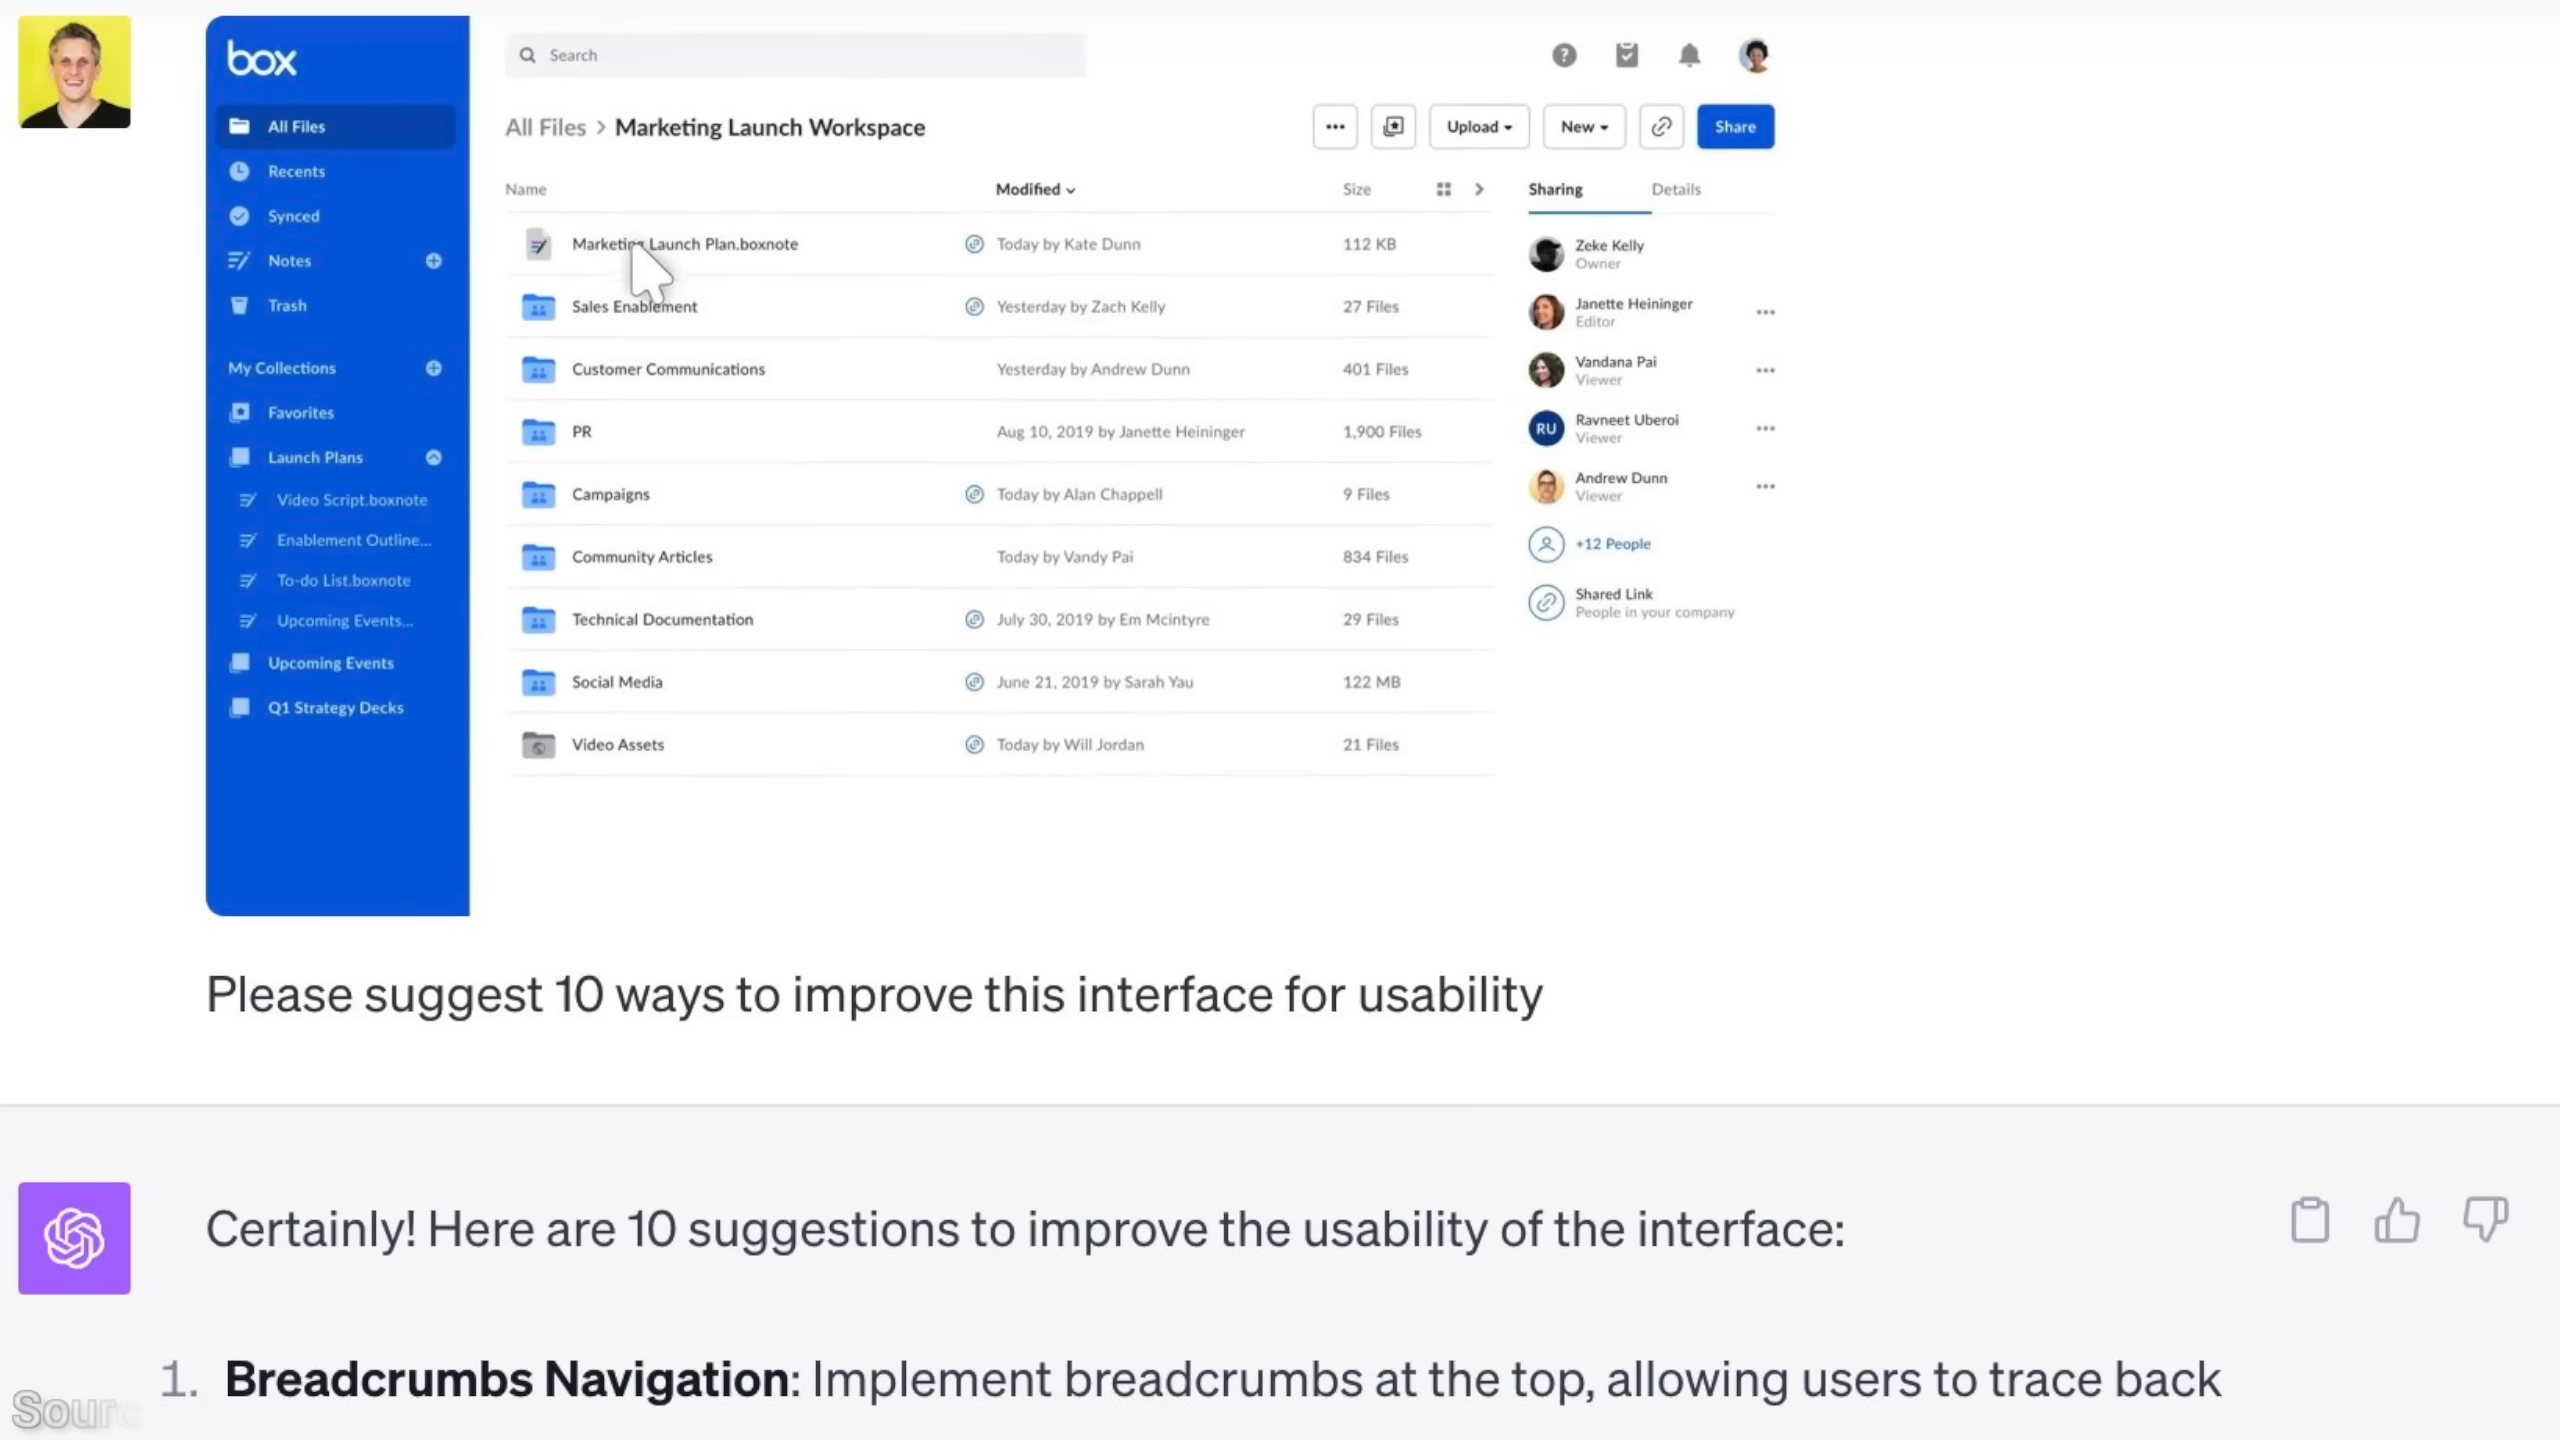 box
Search
All Files
All Files > Marketing Launch Workspace
Upload
New
Share
Recents
Synced
Notes
Trash
My Collections
Favorites
Launch Plans
Video Script.boxnote
Enablement Outline...
To-do List.boxnote
Upcoming Events...
Upcoming Events
Q1 Strategy Decks
Name Modified Size
Marketing Launch Plan.boxnote Today by Kate Dunn 112 KB
Sales Enablement Yesterday by Zach Kelly 27 Files
Customer Communications Yesterday by Andrew Dunn 401 Files
PR Aug 10, 2019 by Janette Heininger 1,900 Files
Campaigns Today by Alan Chappell 9 Files
Community Articles Today by Vandy Pai 834 Files
Technical Documentation July 30, 2019 by Em Mcintyre 29 Files
Social Media June 21, 2019 by Sarah Yau 122 MB
Video Assets Today by Will Jordan 21 Files
Sharing Details
Zeke Kelly
Owner
Janette Heininger
Editor
Vandana Pai
Viewer
RU
Ravneet Uberoi
Viewer
Andrew Dunn
Viewer
+12 People
Shared Link
People in your company
Please suggest 10 ways to improve this interface for usability
Certainly! Here are 10 suggestions to improve the usability of the interface:
1. Breadcrumbs Navigation: Implement breadcrumbs at the top, allowing users to trace back